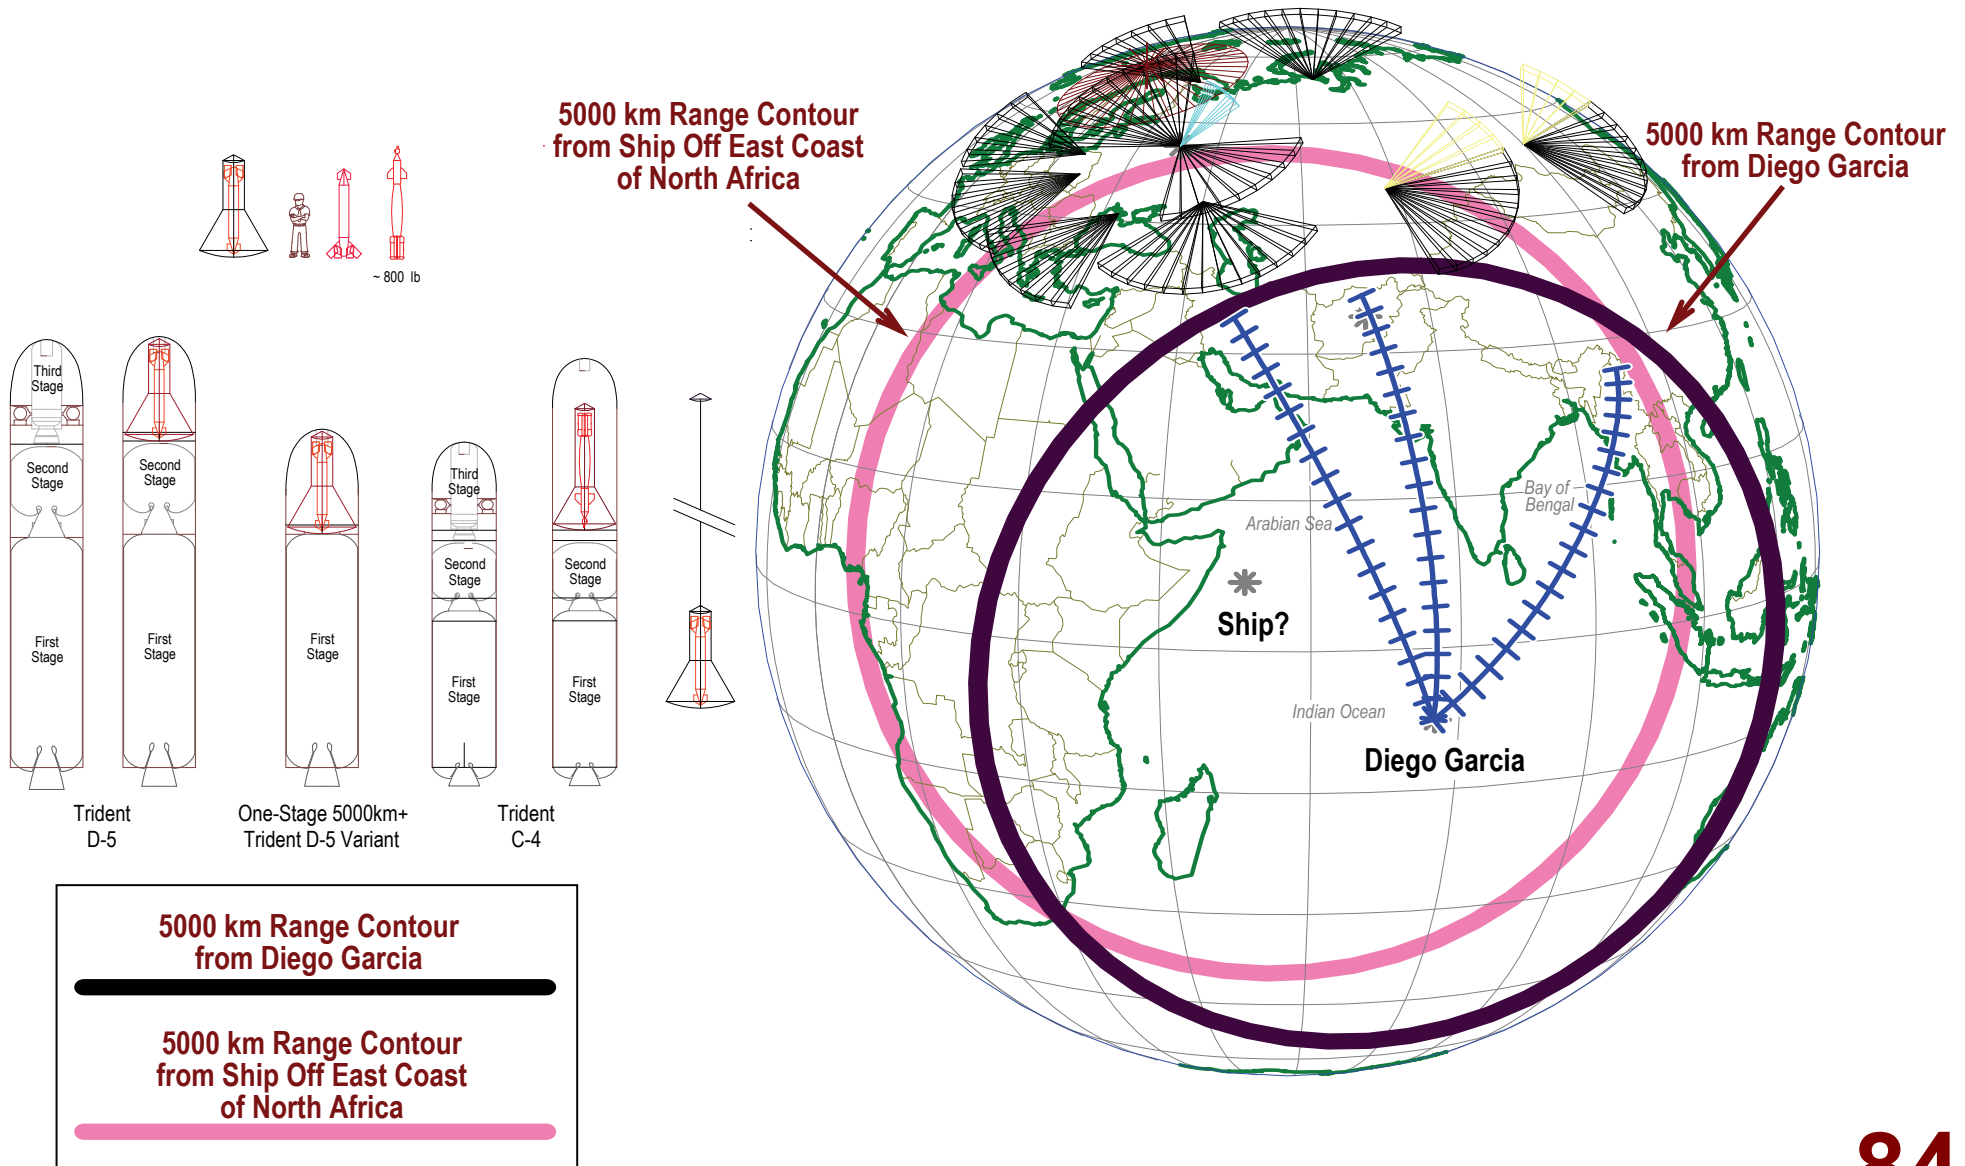 5000 km Range Contour
from Ship Off East Coast
of North Africa
5000 km Range Contour
from Diego Garcia
~ 800 lb
Third
Stage
Second
Stage
First
Stage
Second
Stage
First
Stage
First
Stage
Third
Stage
Second
Stage
First
Stage
Second
Stage
First
Stage
Trident
D-5
One-Stage 5000km+
Trident D-5 Variant
Trident
C-4
Bay of
Bengal
Arabian Sea
Ship?
Indian Ocean
Diego Garcia
5000 km Range Contour
from Diego Garcia
5000 km Range Contour
from Ship Off East Coast
of North Africa
84